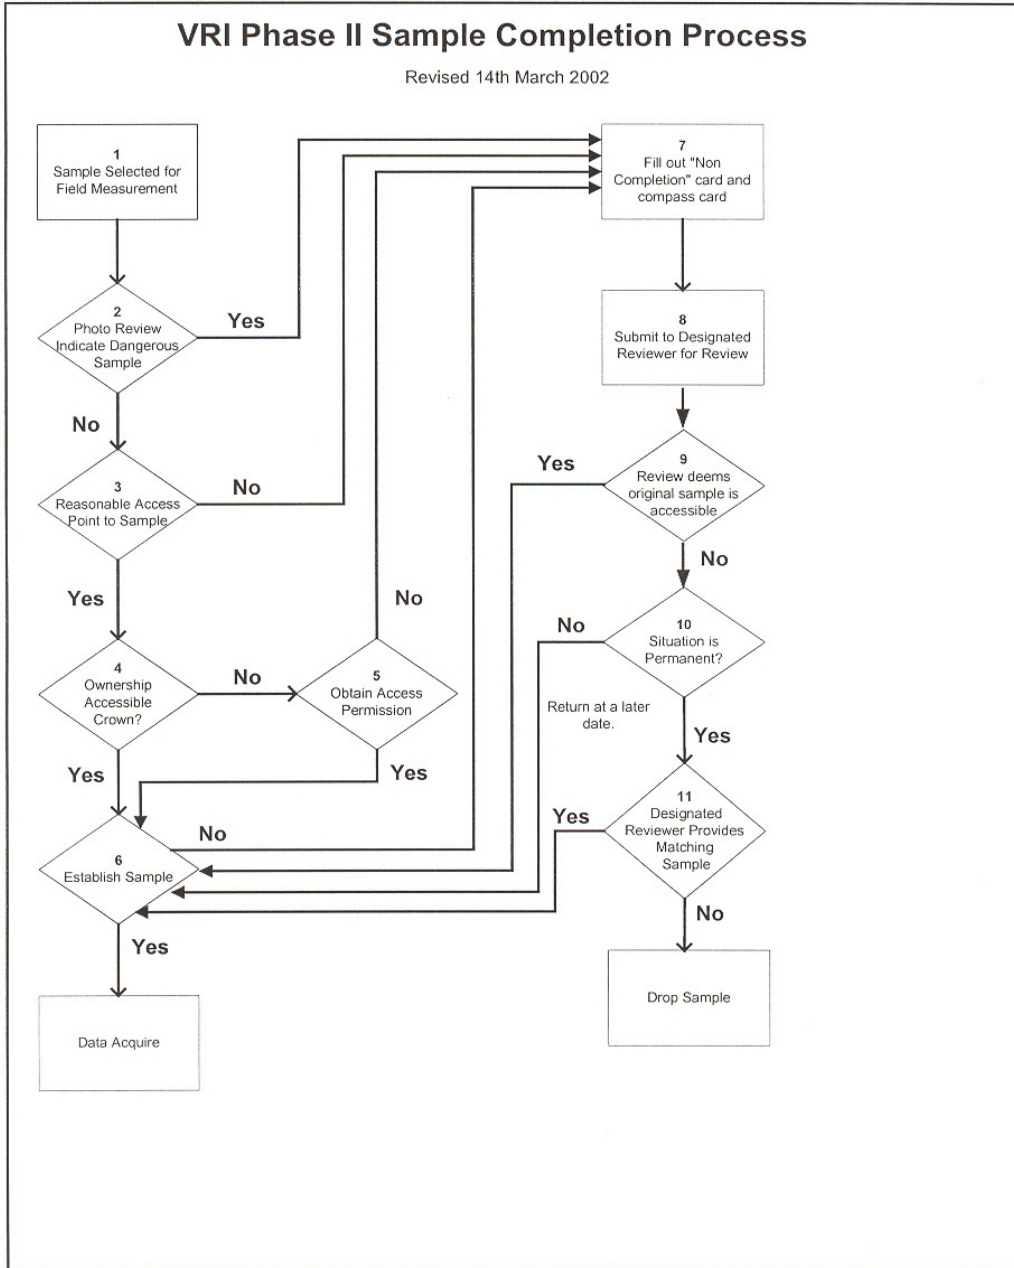 VRI Phase II Sample Completion Process
Revised 14th March 2002
1
Sample Selected for
Field Measurement
7
Fill out "Non
Completion" card and
compass card
2
Photo Review
Indicate Dangerous
Sample
Yes
8
Submit to Designated
Reviewer for Review
No
3
Reasonable Access
Point to Sample
No
Yes
9
Review deems
original sample is
accessible
No
Yes
No
4
Ownership
Accessible
Crown?
No
5
Obtain Access
Permission
No
10
Situation is
Permanent?
Return at a later
date.
Yes
Yes
Yes
11
Designated
Reviewer Provides
Matching
Sample
Yes
No
6
Establish Sample
Yes
No
Data Acquire
Drop Sample